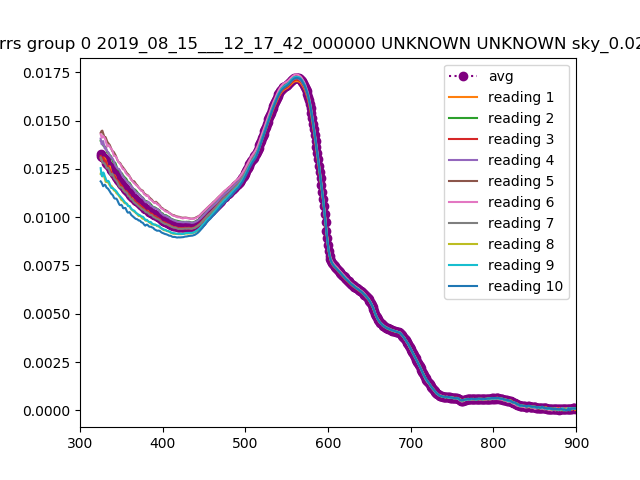 rrs group 0 2019_08_15___12_17_42_000000 UNKNOWN UNKNOWN sky_0.02
0.0175
0.0150
0.0125
0.0100
0.0075
0.0050
0.0025
0.0000
300 400 500 600 700 800 900
avg
reading 1
reading 2
reading 3
reading 4
reading 5
reading 6
reading 7
reading 8
reading 9
reading 10